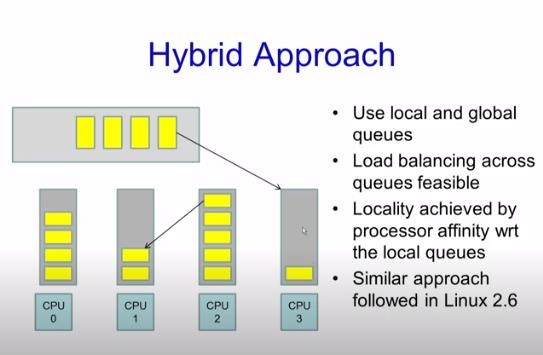 Hybrid Approach
• Use local and global
queues
• Load balancing across
queues feasible
• Locality achieved by
processor affinity wrt
the local queues
• Similar approach
followed in Linux 2.6
CPU
0
CPU
1
CPU
2
CPU
3